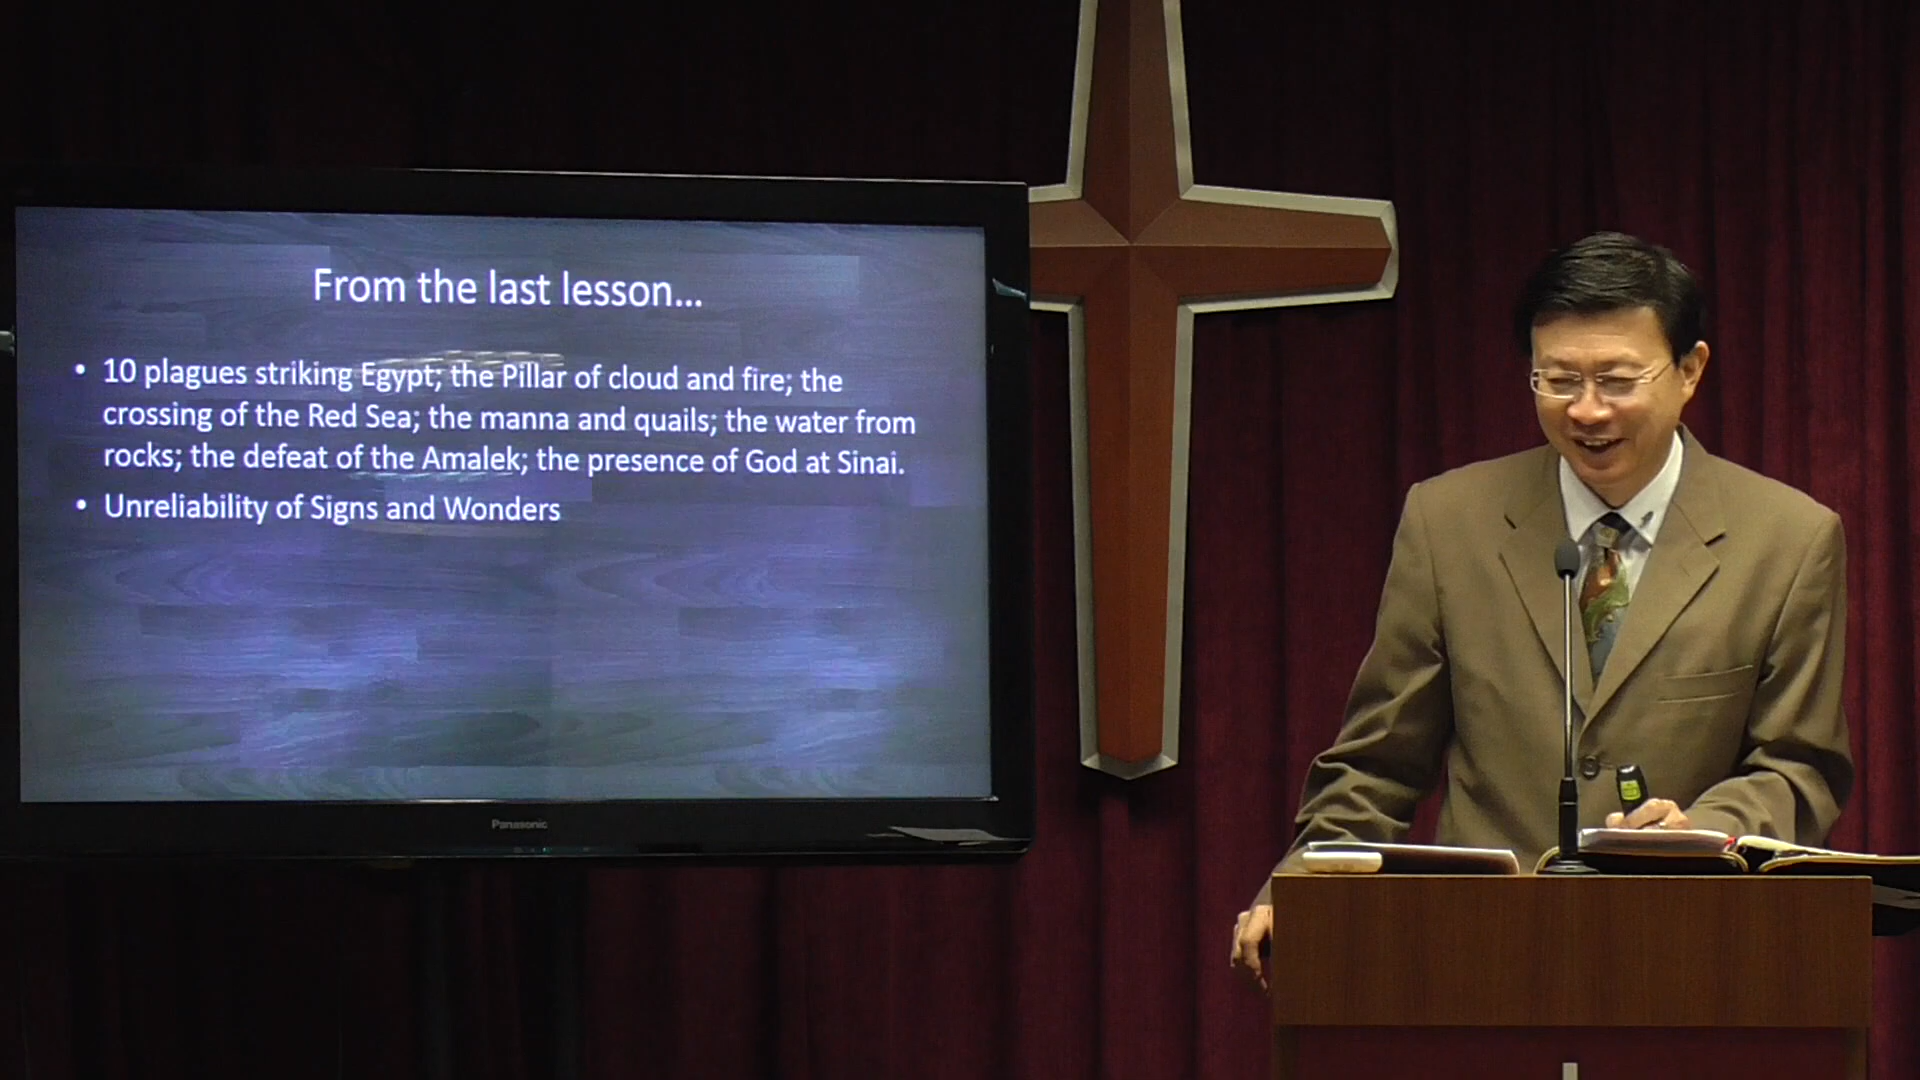 From the last lesson...
• 10 plagues striking Egypt; the Pillar of cloud and fire; the
crossing of the Red Sea; the manna and quails; the water from
rocks; the defeat of the Amalek; the presence of God at Sinai.
• Unreliability of Signs and Wonders
Panasonic